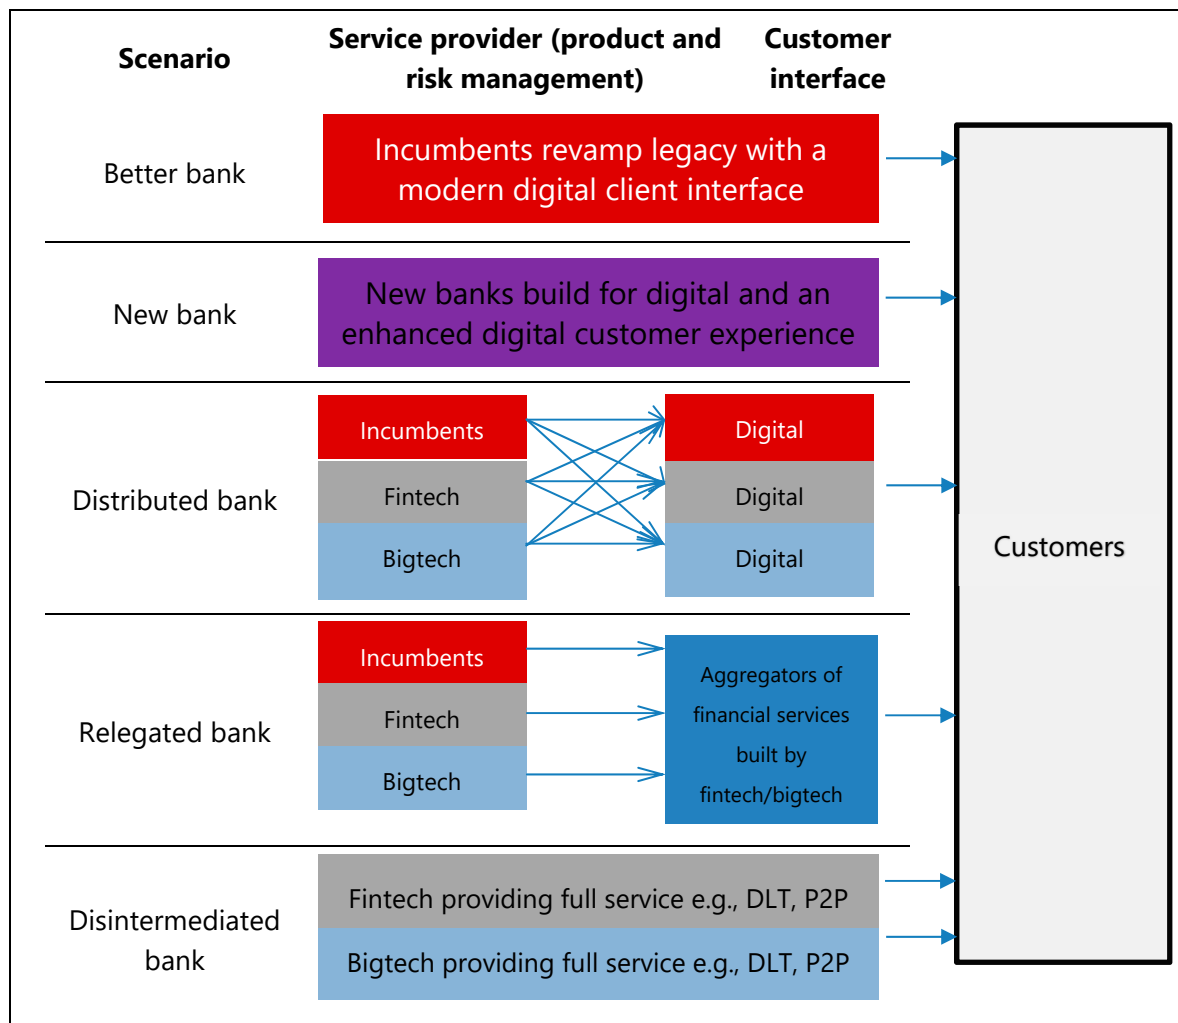 Scenario
Service provider (product and
risk management)
Customer
interface
Better bank
Incumbents revamp legacy with a
modern digital client interface
New bank
New banks build for digital and an
enhanced digital customer experience
Distributed bank
Incumbents
Fintech
Bigtech
Digital
Digital
Digital
Customers
Relegated bank
Incumbents
Fintech
Bigtech
Aggregators of
financial services
built by
fintech/bigtech
Disintermediated
bank
Fintech providing full service e.g., DLT, P2P
Bigtech providing full service e.g., DLT, P2P